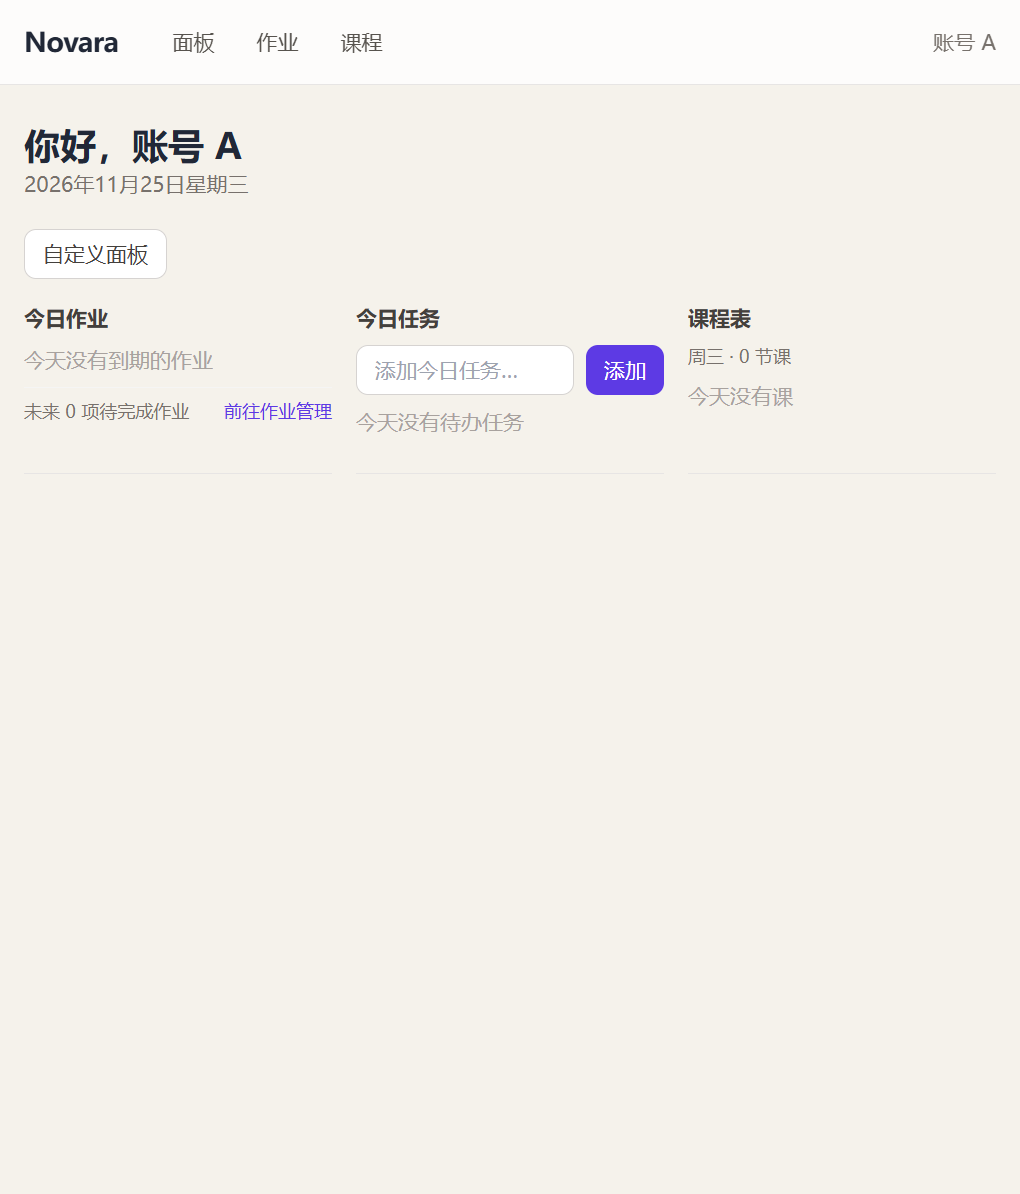 Novara 面板 作业 课程 账号 A
你好，账号 A
2026年11月25日星期三
自定义面板
今日作业
今天没有到期的作业
未来 0 项待完成作业 前往作业管理
今日任务
添加今日任务... 添加
今天没有待办任务
课程表
周三 · 0 节课
今天没有课